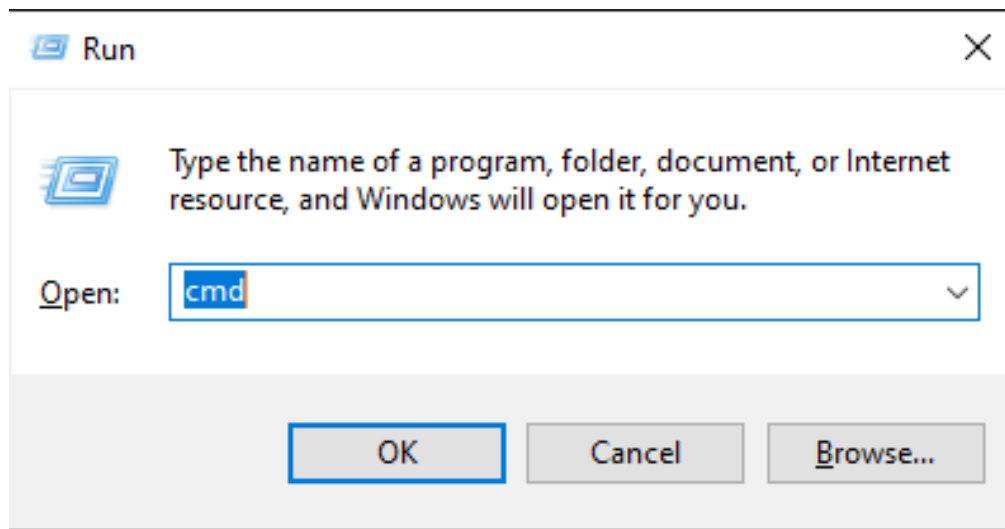 Run
Type the name of a program, folder, document, or Internet
resource, and Windows will open it for you.
Open: cmd
OK Cancel Browse...